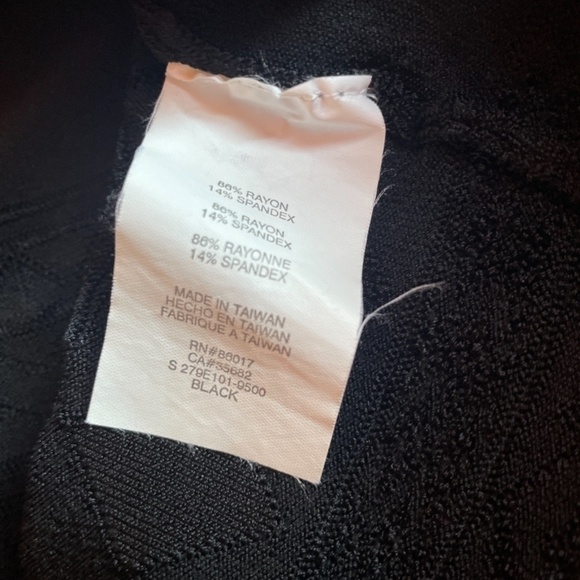 86% RAYON
14% SPANDEX
86% RAYON
14% SPANDEX
86% RAYONNE
14% SPANDEX
MADE IN TAIWAN
HECHO EN TAIWAN
FABRIQUE A TAIWAN
RN#86017
CA#35682
S 279E101-9500
BLACK